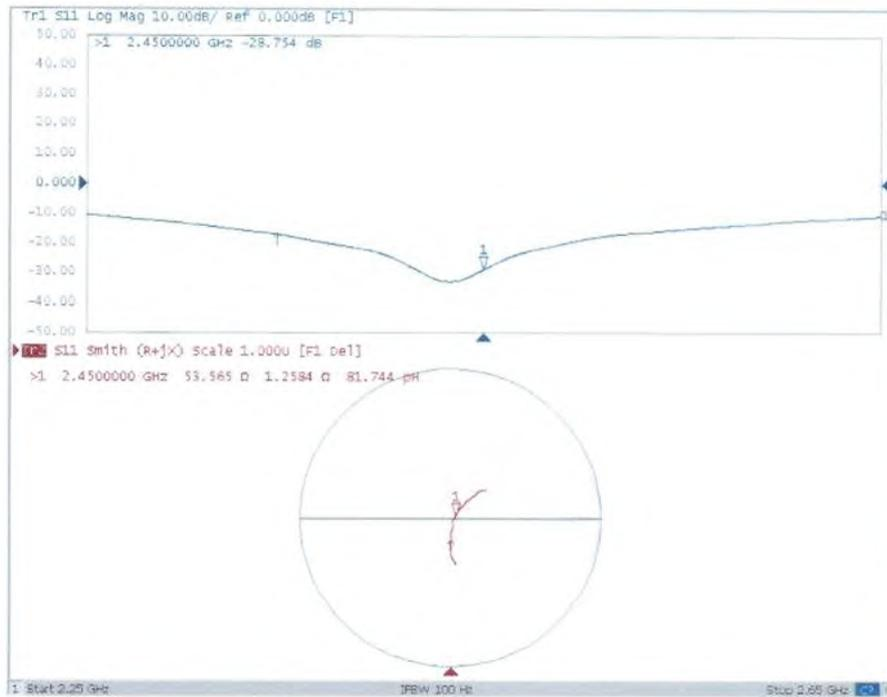 Tr1 S11 Log Mag 10.00dB/ Ref 0.000dB [F1]
50.00
>1 2.4500000 GHz -28.754 dB
40.00
30.00
20.00
10.00
0.000
-10.00
-20.00
1
-30.00
-40.00
-50.00
Tr2 S11 Smith (R+jX) Scale 1.000U [F1 Del]
>1 2.4500000 GHz 53.565 Ω 1.2584 Ω 81.744 pH
1
1 Start 2.25 GHz IFBW 100 Hz Stop 2.65 GHz